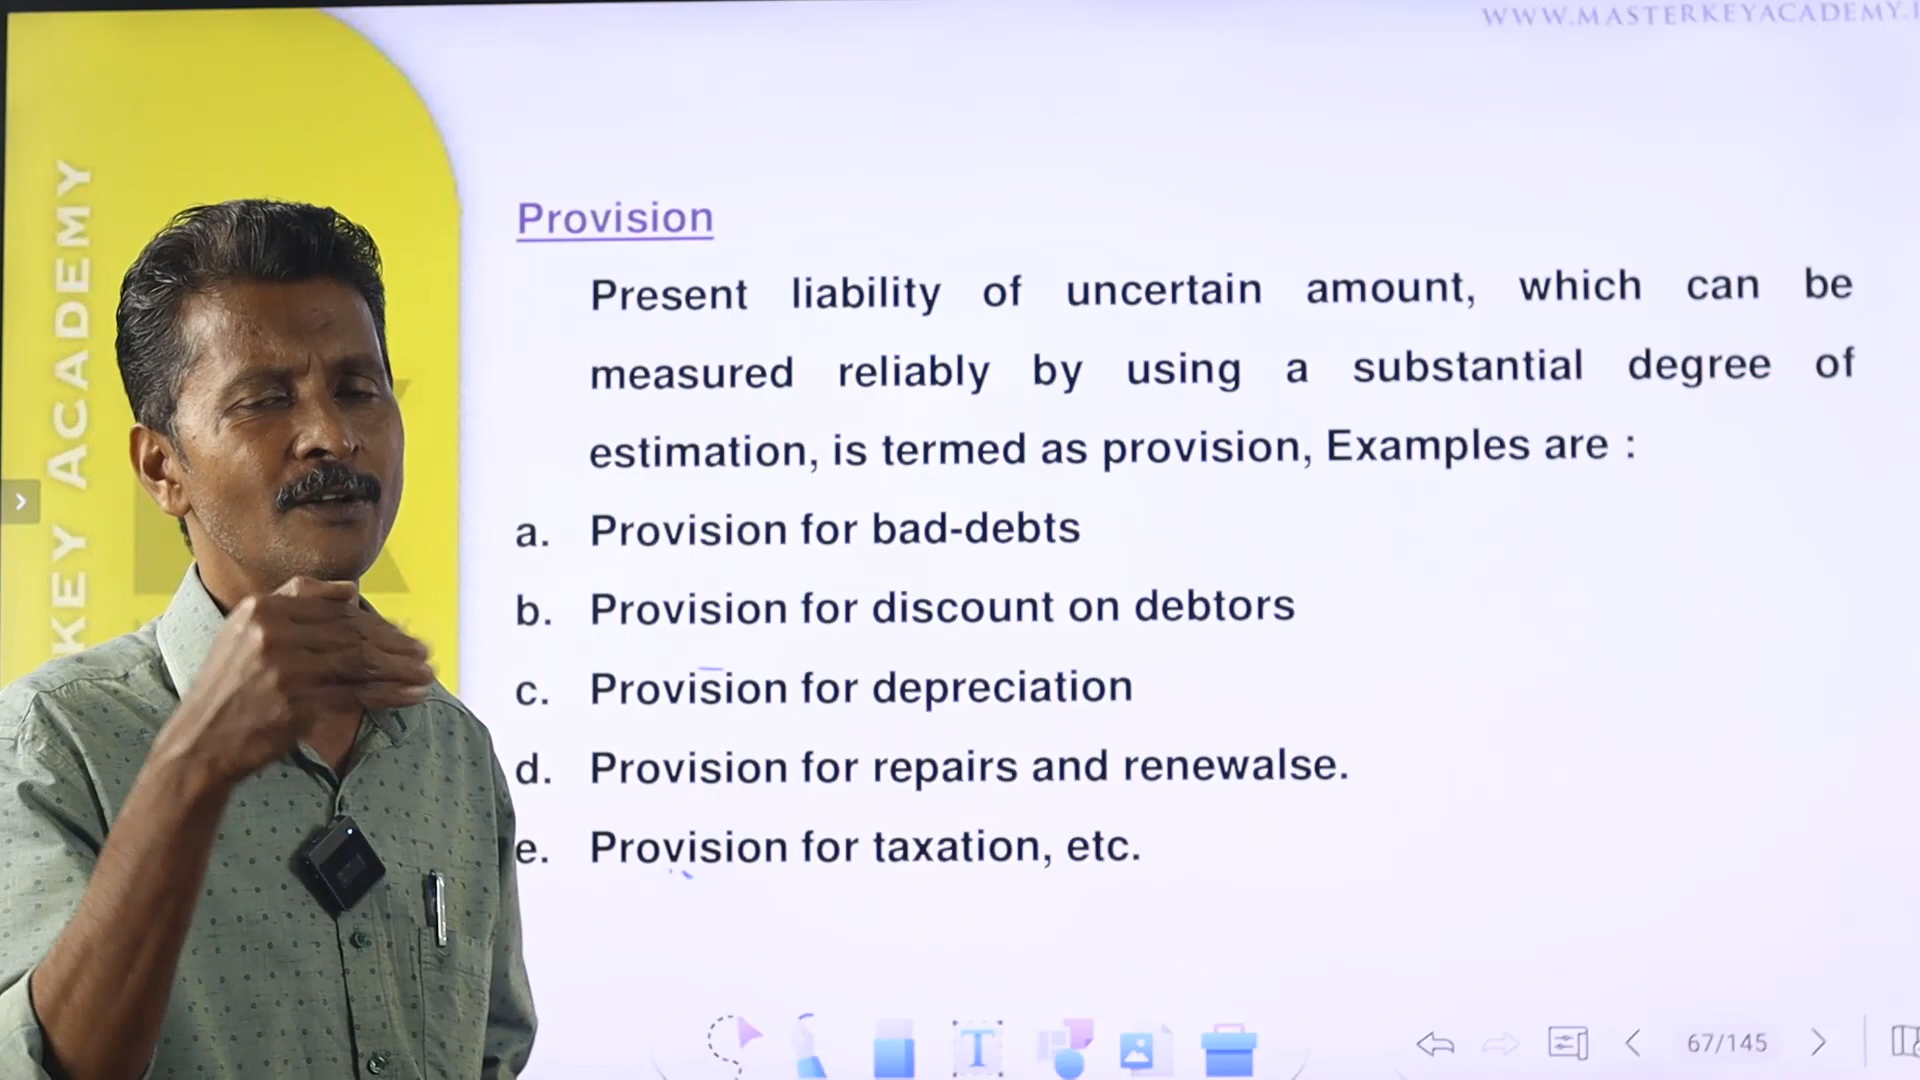 WWW.MASTERKEYACADEMY.I
KEY ACADEMY
Provision
Present liability of uncertain amount, which can be
measured reliably by using a substantial degree of
estimation, is termed as provision, Examples are :
a. Provision for bad-debts
b. Provision for discount on debtors
c. Provision for depreciation
d. Provision for repairs and renewalse.
e. Provision for taxation, etc.
T
67/145